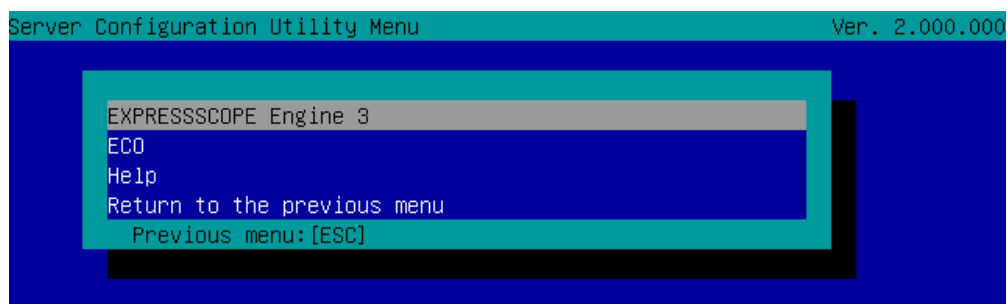 Server Configuration Utility Menu Ver. 2.000.000
EXPRESSSCOPE Engine 3
ECO
Help
Return to the previous menu
Previous menu:[ESC]